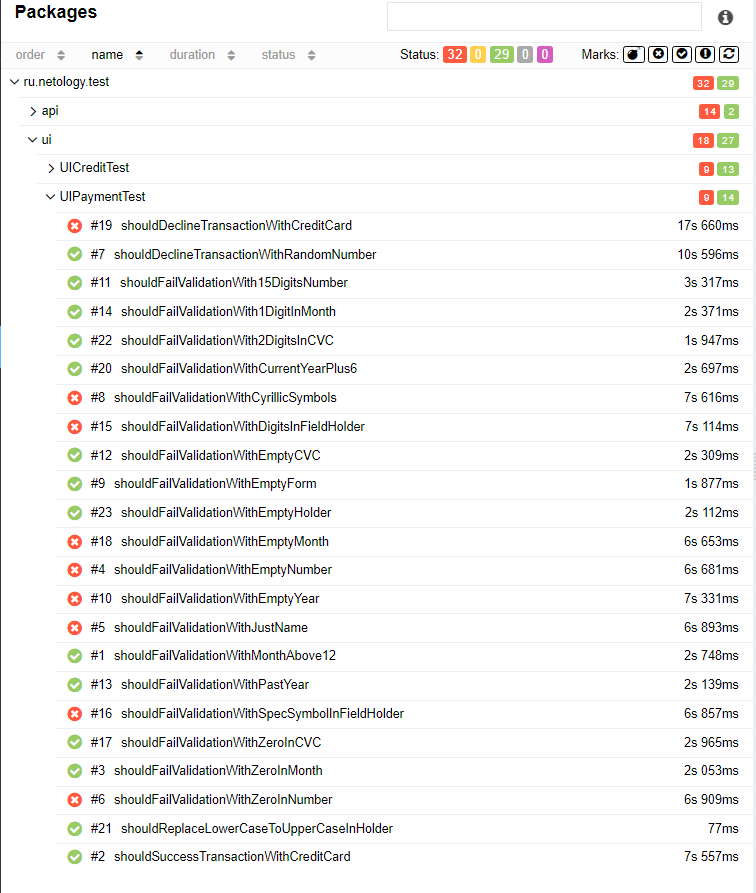 Packages
order name duration status Status: 32 0 29 0 0 Marks:
ru.netology.test 32 29
api 14 2
ui 18 27
UICreditTest 9 13
UIPaymentTest 9 14
#19 shouldDeclineTransactionWithCreditCard 17s 660ms
#7 shouldDeclineTransactionWithRandomNumber 10s 596ms
#11 shouldFailValidationWith15DigitsNumber 3s 317ms
#14 shouldFailValidationWith1DigitInMonth 2s 371ms
#22 shouldFailValidationWith2DigitsInCVC 1s 947ms
#20 shouldFailValidationWithCurrentYearPlus6 2s 697ms
#8 shouldFailValidationWithCyrillicSymbols 7s 616ms
#15 shouldFailValidationWithDigitsInFieldHolder 7s 114ms
#12 shouldFailValidationWithEmptyCVC 2s 309ms
#9 shouldFailValidationWithEmptyForm 1s 877ms
#23 shouldFailValidationWithEmptyHolder 2s 112ms
#18 shouldFailValidationWithEmptyMonth 6s 653ms
#4 shouldFailValidationWithEmptyNumber 6s 681ms
#10 shouldFailValidationWithEmptyYear 7s 331ms
#5 shouldFailValidationWithJustName 6s 893ms
#1 shouldFailValidationWithMonthAbove12 2s 748ms
#13 shouldFailValidationWithPastYear 2s 139ms
#16 shouldFailValidationWithSpecSymbolInFieldHolder 6s 857ms
#17 shouldFailValidationWithZeroInCVC 2s 965ms
#3 shouldFailValidationWithZeroInMonth 2s 053ms
#6 shouldFailValidationWithZeroInNumber 6s 909ms
#21 shouldReplaceLowerCaseToUpperCaseInHolder 77ms
#2 shouldSuccessTransactionWithCreditCard 7s 557ms